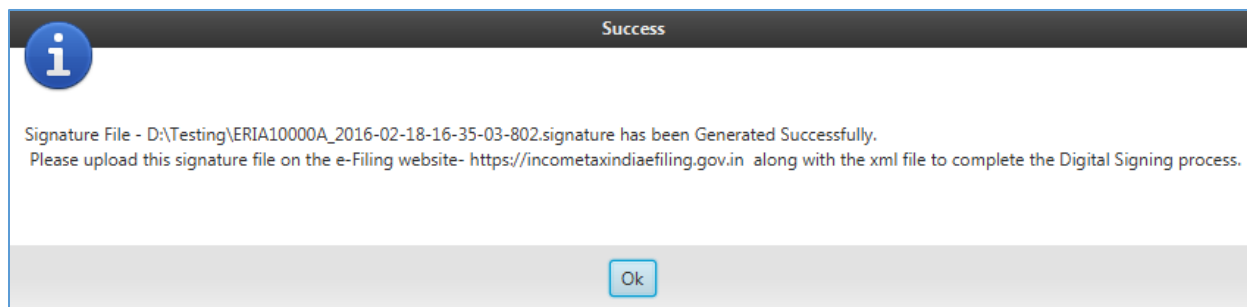 Success
Signature File - D:\Testing\ERIA10000A_2016-02-18-16-35-03-802.signature has been Generated Successfully.
Please upload this signature file on the e-Filing website- https://incometaxindiaefiling.gov.in along with the xml file to complete the Digital Signing process.
Ok